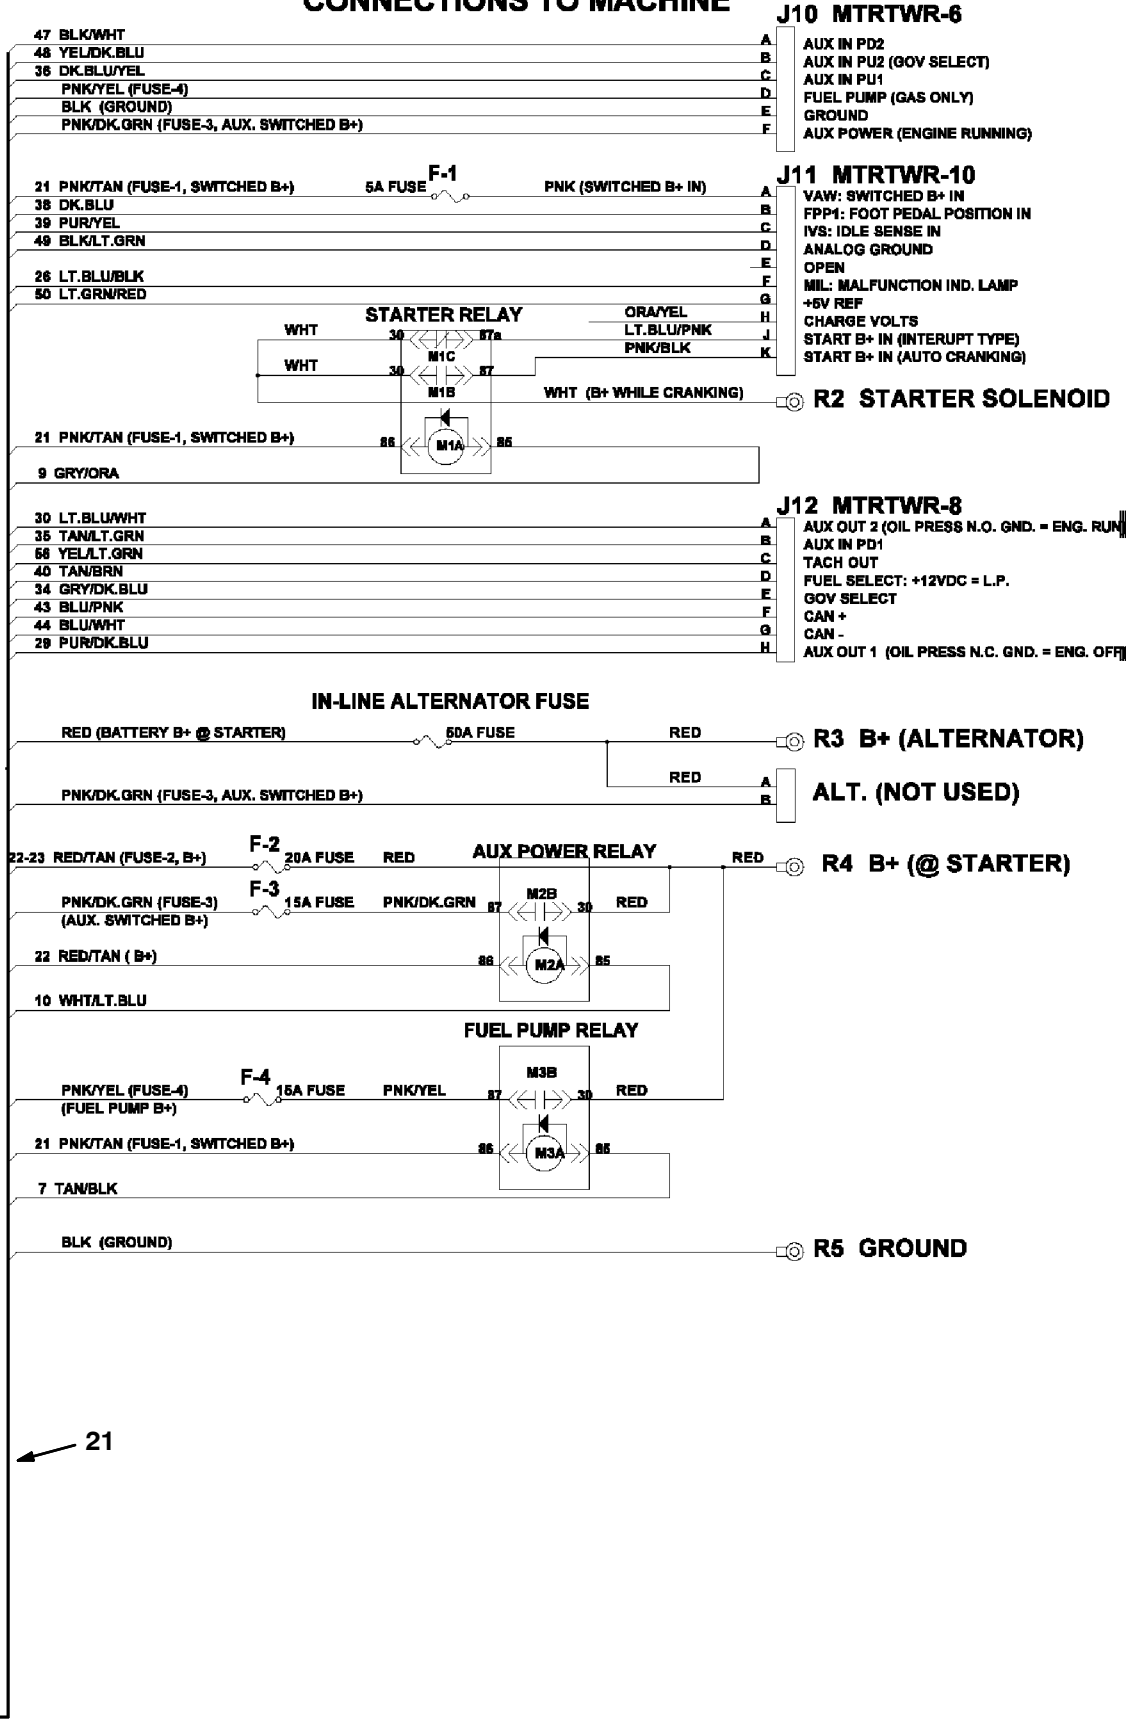 CONNECTIONS TO MACHINE
J10 MTRTWR-6
47 BLK/WHT A AUX IN PD2
48 YEL/DK.BLU B AUX IN PU2 (GOV SELECT)
36 DK.BLU/YEL C AUX IN PU1
PNK/YEL (FUSE-4) D FUEL PUMP (GAS ONLY)
BLK (GROUND) E GROUND
PNK/DK.GRN (FUSE-3, AUX. SWITCHED B+) F AUX POWER (ENGINE RUNNING)
J11 MTRTWR-10
F-1
21 PNK/TAN (FUSE-1, SWITCHED B+) 5A FUSE PNK (SWITCHED B+ IN) A VAW: SWITCHED B+ IN
38 DK.BLU B FPP1: FOOT PEDAL POSITION IN
39 PUR/YEL C IVS: IDLE SENSE IN
49 BLK/LT.GRN D ANALOG GROUND
E OPEN
26 LT.BLU/BLK F MIL: MALFUNCTION IND. LAMP
50 LT.GRN/RED G +5V REF
STARTER RELAY ORA/YEL H CHARGE VOLTS
WHT 30 87a LT.BLU/PNK J START B+ IN (INTERUPT TYPE)
M1C PNK/BLK K START B+ IN (AUTO CRANKING)
WHT 30 87
M1B WHT (B+ WHILE CRANKING) R2 STARTER SOLENOID
21 PNK/TAN (FUSE-1, SWITCHED B+) 86 M1A 85
9 GRY/ORA
J12 MTRTWR-8
30 LT.BLU/WHT A AUX OUT 2 (OIL PRESS N.O. GND. = ENG. RUN)
35 TAN/LT.GRN B AUX IN PD1
56 YEL/LT.GRN C TACH OUT
40 TAN/BRN D FUEL SELECT: +12VDC = L.P.
34 GRY/DK.BLU E GOV SELECT
43 BLU/PNK F CAN +
44 BLU/WHT G CAN -
29 PUR/DK.BLU H AUX OUT 1 (OIL PRESS N.C. GND. = ENG. OFF)
IN-LINE ALTERNATOR FUSE
RED (BATTERY B+ @ STARTER) 50A FUSE RED R3 B+ (ALTERNATOR)
RED A
PNK/DK.GRN (FUSE-3, AUX. SWITCHED B+) B ALT. (NOT USED)
F-2 AUX POWER RELAY
22-23 RED/TAN (FUSE-2, B+) 20A FUSE RED RED R4 B+ (@ STARTER)
F-3 M2B
PNK/DK.GRN (FUSE-3) 15A FUSE PNK/DK.GRN 87 30 RED
(AUX. SWITCHED B+)
22 RED/TAN ( B+) 86 M2A 85
10 WHT/LT.BLU
FUEL PUMP RELAY
F-4 M3B
PNK/YEL (FUSE-4) 15A FUSE PNK/YEL 87 30 RED
(FUEL PUMP B+)
21 PNK/TAN (FUSE-1, SWITCHED B+) 86 M3A 85
7 TAN/BLK
BLK (GROUND) R5 GROUND
21